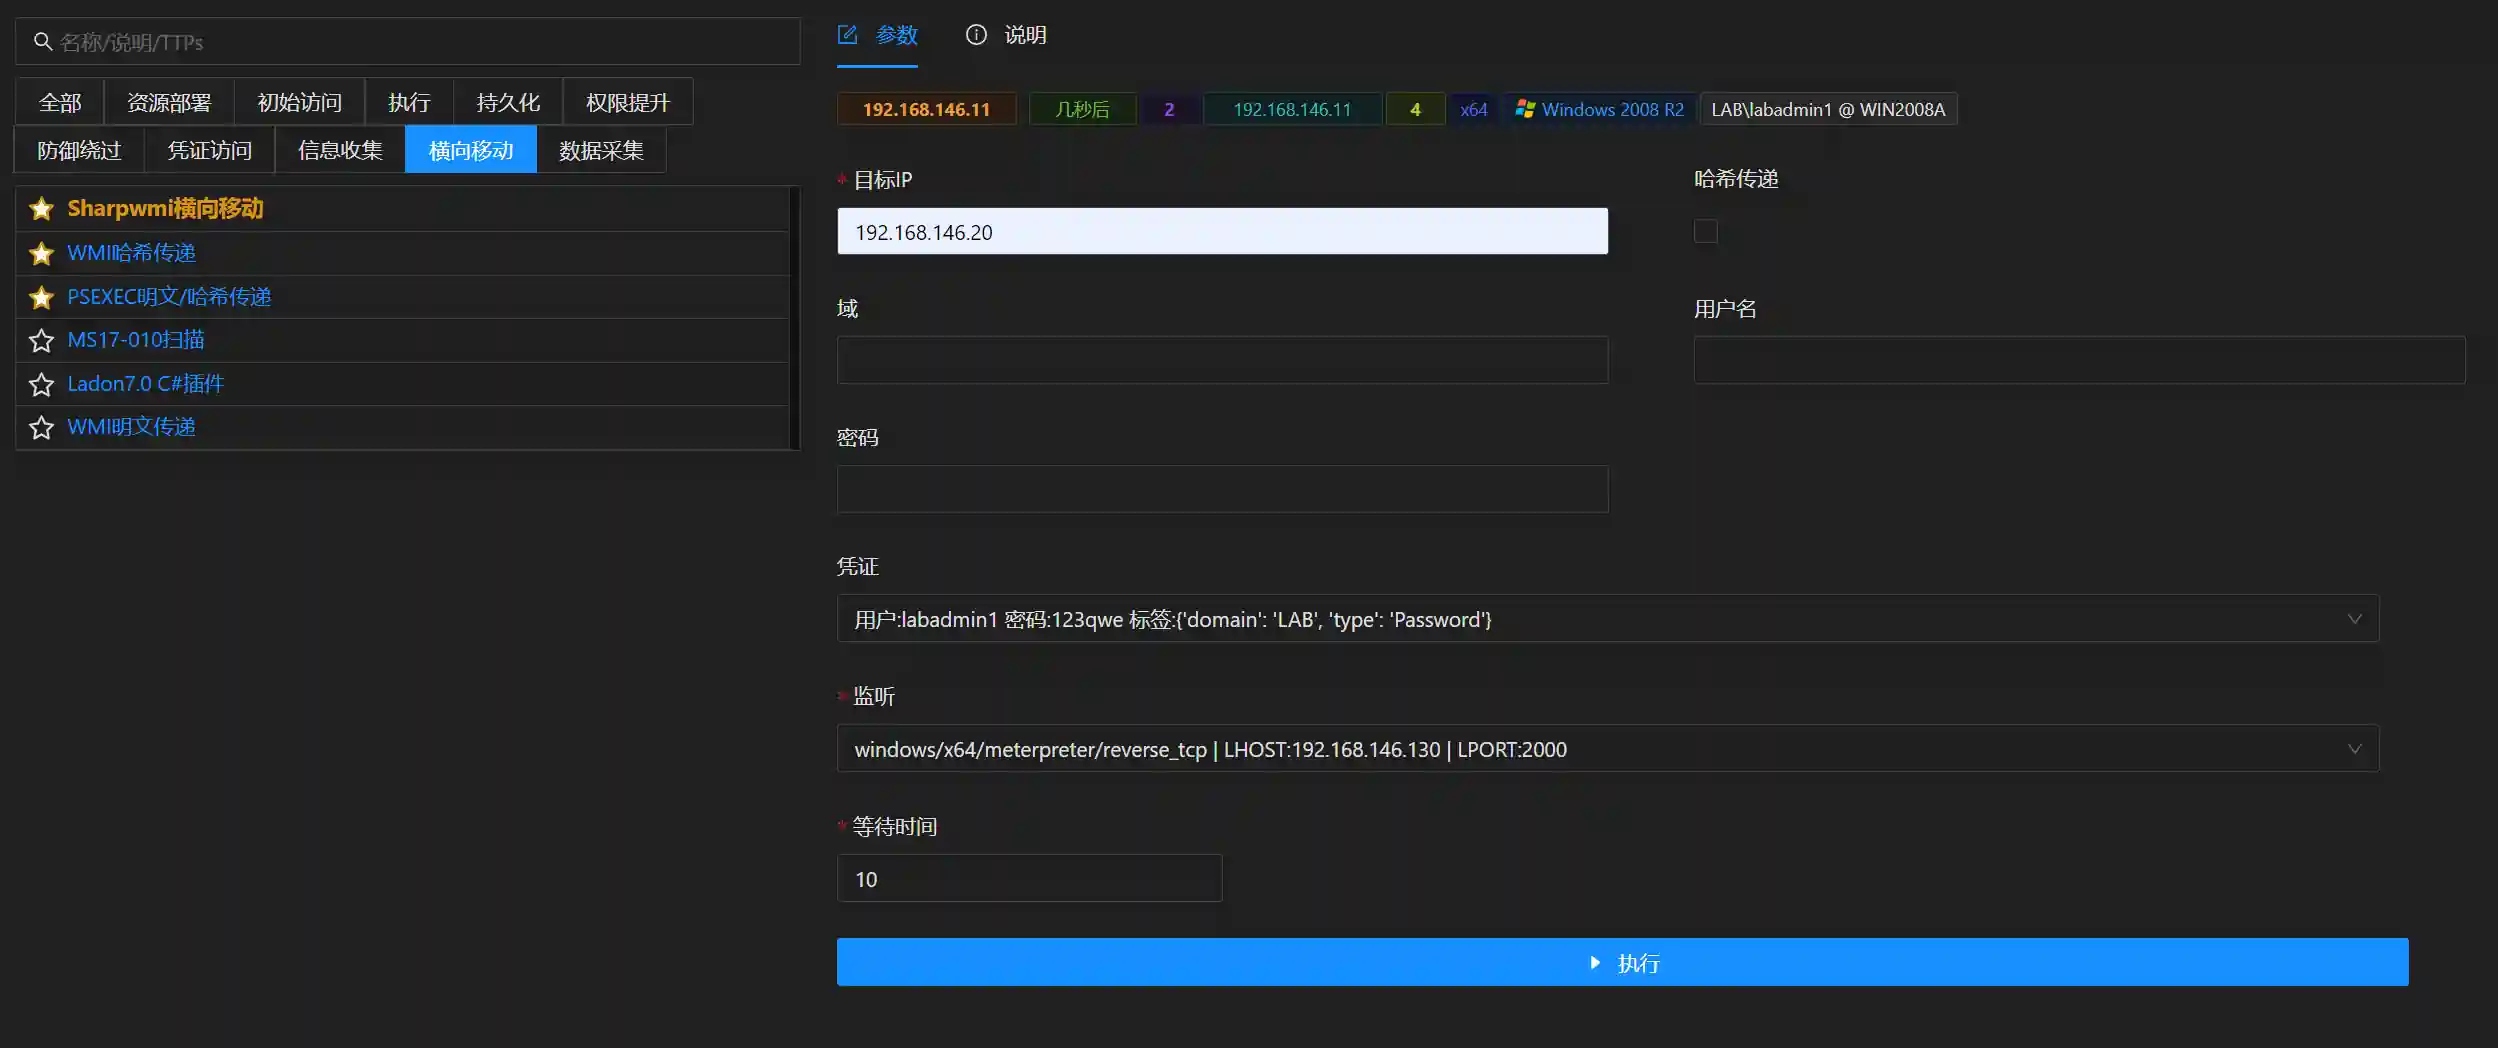 名称/说明/TTPs
全部 资源部署 初始访问 执行 持久化 权限提升
防御绕过 凭证访问 信息收集 横向移动 数据采集
Sharpwmi横向移动
WMI哈希传递
PSEXEC明文/哈希传递
MS17-010扫描
Ladon7.0 C#插件
WMI明文传递
参数 说明
192.168.146.11 几秒后 2 192.168.146.11 4 x64 Windows 2008 R2 LAB\labadmin1 @ WIN2008A
* 目标IP 哈希传递
192.168.146.20
域 用户名
密码
凭证
用户:labadmin1 密码:123qwe 标签:{'domain': 'LAB', 'type': 'Password'}
* 监听
windows/x64/meterpreter/reverse_tcp | LHOST:192.168.146.130 | LPORT:2000
* 等待时间
10
执行